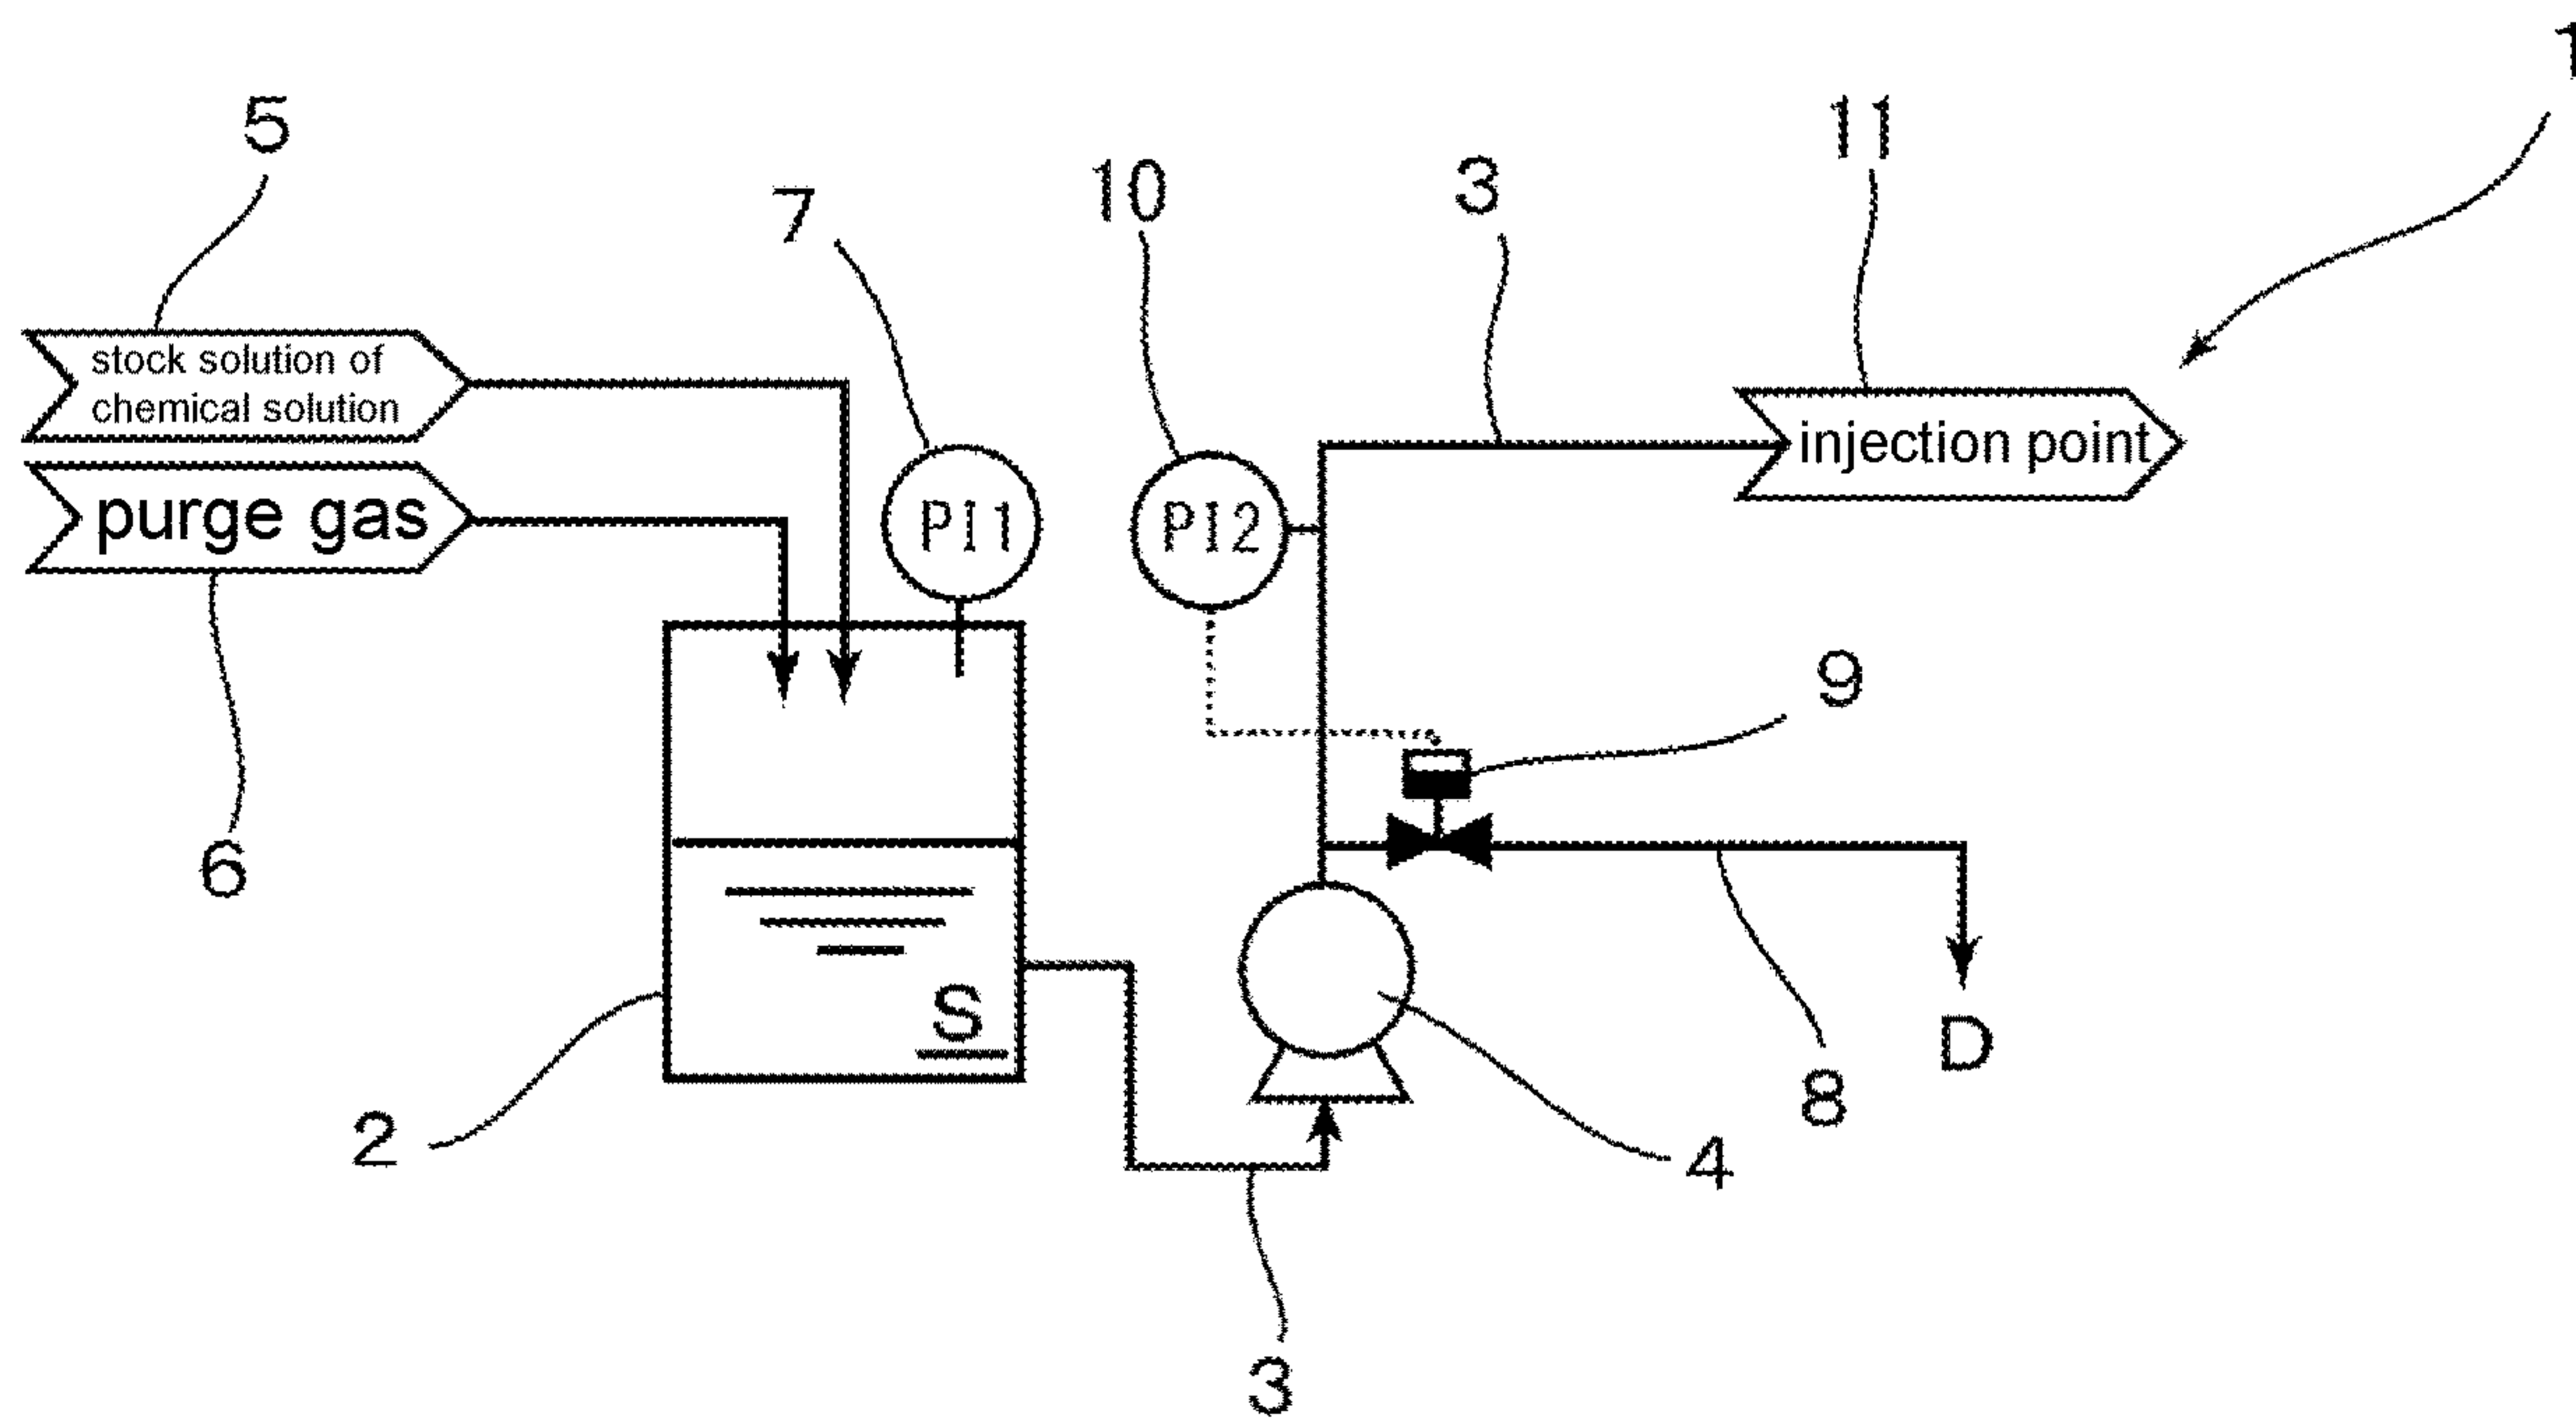 1
5
11
10
3
7
stock solution of
chemical solution
injection point
purge gas
PI1
PI2
9
6
S
D
8
2
4
3